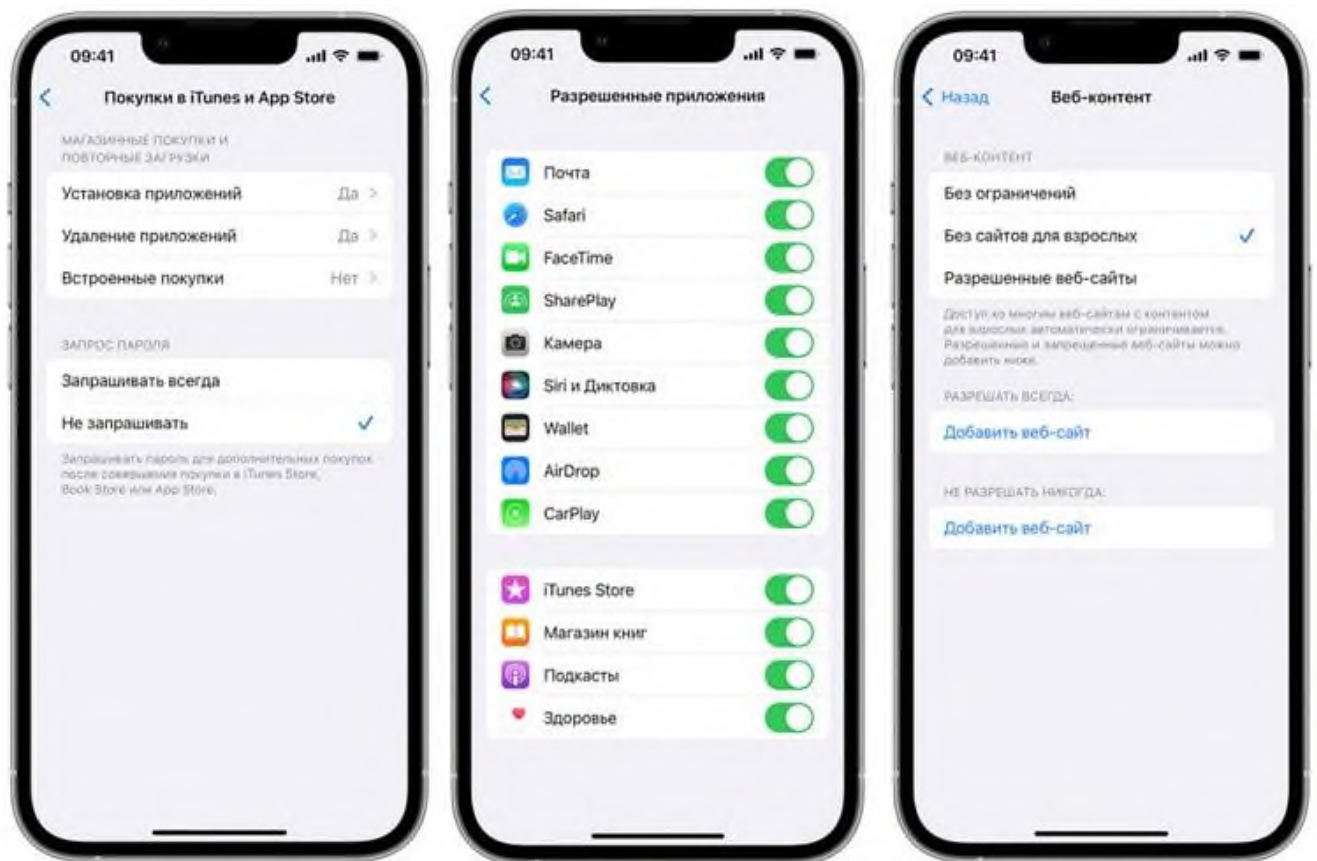 09:41
Покупки в iTunes и App Store
МАГАЗИННЫЕ ПОКУПКИ И
ПОВТОРНЫЕ ЗАГРУЗКИ
Установка приложений Да
Удаление приложений Да
Встроенные покупки Нет
ЗАПРОС ПАРОЛЯ
Запрашивать всегда
Не запрашивать
Запрашивать пароль для дополнительных покупок
после совершения покупки в iTunes Store,
Book Store или App Store.
09:41
Разрешенные приложения
Почта
Safari
FaceTime
SharePlay
Камера
Siri и Диктовка
Wallet
AirDrop
CarPlay
iTunes Store
Магазин книг
Подкасты
Здоровье
09:41
Назад Веб-контент
ВЕБ-КОНТЕНТ
Без ограничений
Без сайтов для взрослых
Разрешенные веб-сайты
Доступ ко многим веб-сайтам с контентом
для взрослых автоматически ограничивается.
Разрешенные и запрещенные веб-сайты можно
добавить ниже.
РАЗРЕШАТЬ ВСЕГДА:
Добавить веб-сайт
НЕ РАЗРЕШАТЬ НИКОГДА:
Добавить веб-сайт